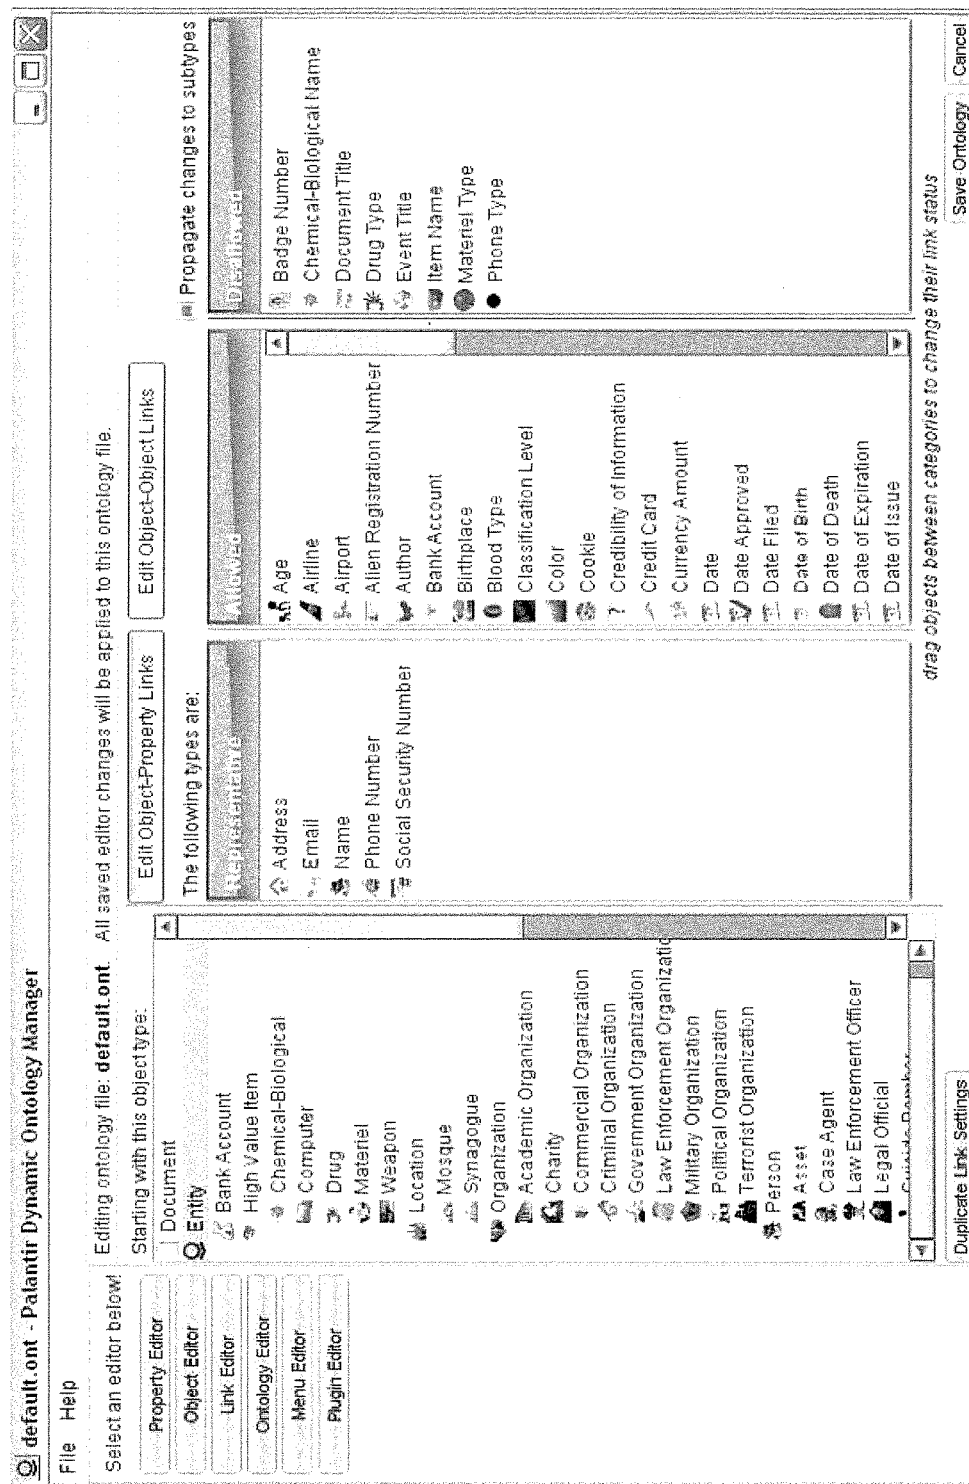 default.ont - Palantir Dynamic Ontology Manager
File Help
Select an editor below!
Property Editor
Object Editor
Link Editor
Ontology Editor
Menu Editor
Plugin Editor
Editing ontology file: default.ont. All saved editor changes will be applied to this ontology file.
Edit Object-Property Links
Edit Object-Object Links
Starting with this object type:
Document
Entity
Bank Account
High Value Item
Chemical-Biological
Computer
Drug
Materiel
Weapon
Location
Mosque
Synagogue
Organization
Academic Organization
Charity
Commercial Organization
Criminal Organization
Government Organization
Law Enforcement Organizatio
Military Organization
Political Organization
Terrorist Organization
Person
Asset
Case Agent
Law Enforcement Officer
Legal Official
Suicide Bomber
The following types are:
Propagate changes to subtypes
Representative
Address
Email
Name
Phone Number
Social Security Number
Allowed
Age
Airline
Airport
Alien Registration Number
Author
Bank Account
Birthplace
Blood Type
Classification Level
Color
Cookie
Credibility of Information
Credit Card
Currency Amount
Date
Date Approved
Date Filed
Date of Birth
Date of Death
Date of Expiration
Date of Issue
Disallowed
Badge Number
Chemical-Biological Name
Document Title
Drug Type
Event Title
Item Name
Materiel Type
Phone Type
drag objects between categories to change their link status
Duplicate Link Settings
Save Ontology
Cancel